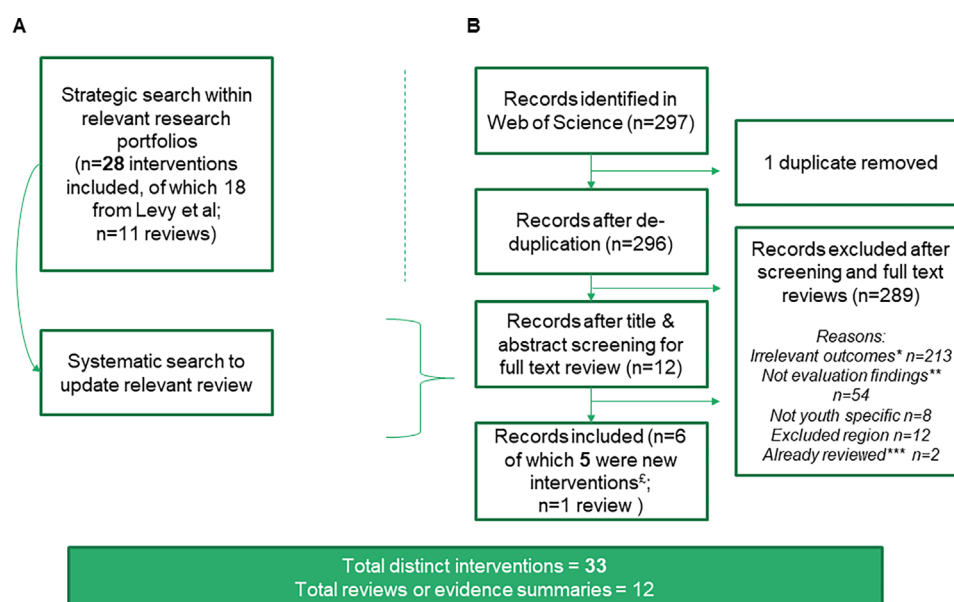 A
Strategic search within
relevant research
portfolios
(n=28 interventions
included, of which 18
from Levy et al;
n=11 reviews)
Systematic search to
update relevant review
B
Records identified in
Web of Science (n=297)
1 duplicate removed
Records after de-
duplication (n=296)
Records excluded after
screening and full text
reviews (n=289)
Reasons:
Irrelevant outcomes* n=213
Not evaluation findings**
n=54
Not youth specific n=8
Excluded region n=12
Already reviewed*** n=2
Records after title &
abstract screening for
full text review (n=12)
Records included (n=6
of which 5 were new
interventions£;
n=1 review )
Total distinct interventions = 33
Total reviews or evidence summaries = 12